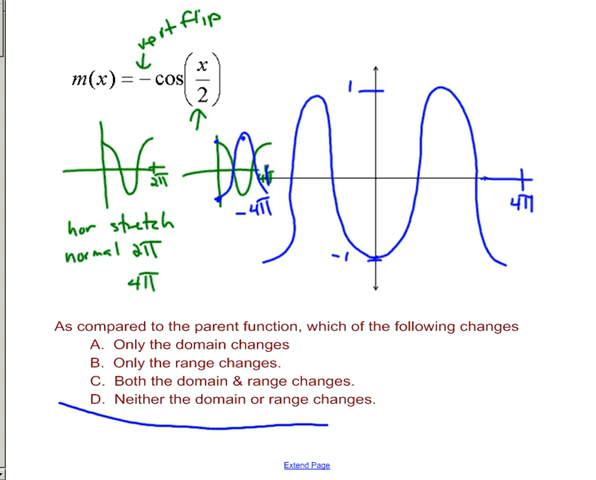 vert flip
m(x) = −cos(x/2)
1
2π
4π
-4π
4π
hor stretch
normal 2π
4π
-1
As compared to the parent function, which of the following changes
A. Only the domain changes
B. Only the range changes.
C. Both the domain & range changes.
D. Neither the domain or range changes.
Extend Page